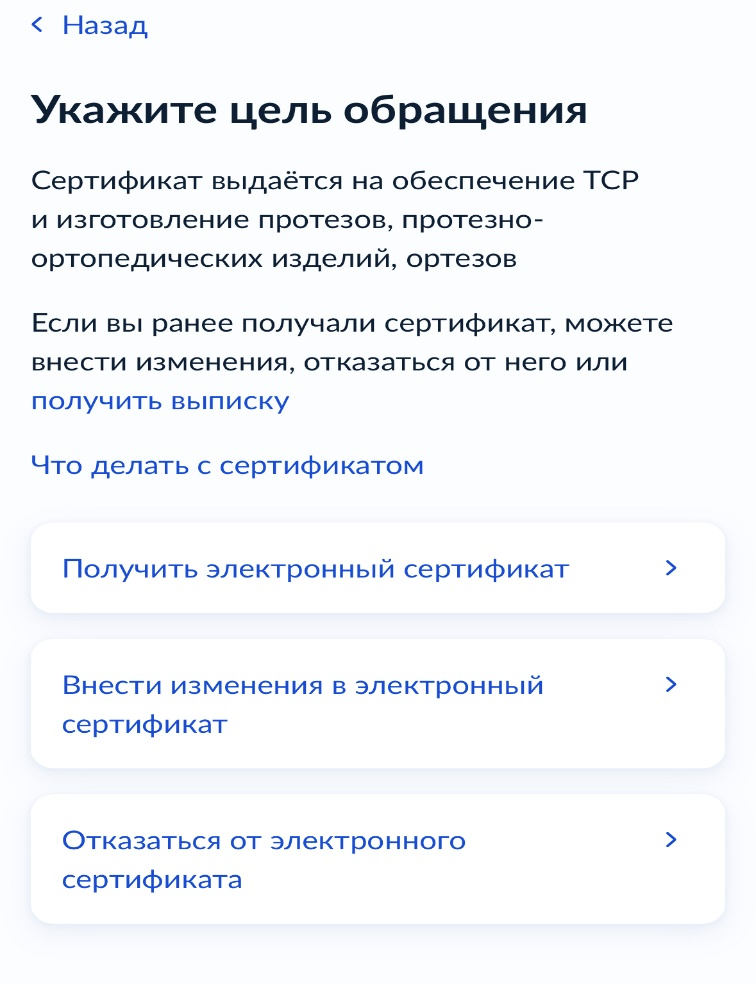 Назад
Укажите цель обращения
Сертификат выдаётся на обеспечение ТСР
и изготовление протезов, протезно-
ортопедических изделий, ортезов
Если вы ранее получали сертификат, можете
внести изменения, отказаться от него или
получить выписку
Что делать с сертификатом
Получить электронный сертификат
Внести изменения в электронный
сертификат
Отказаться от электронного
сертификата